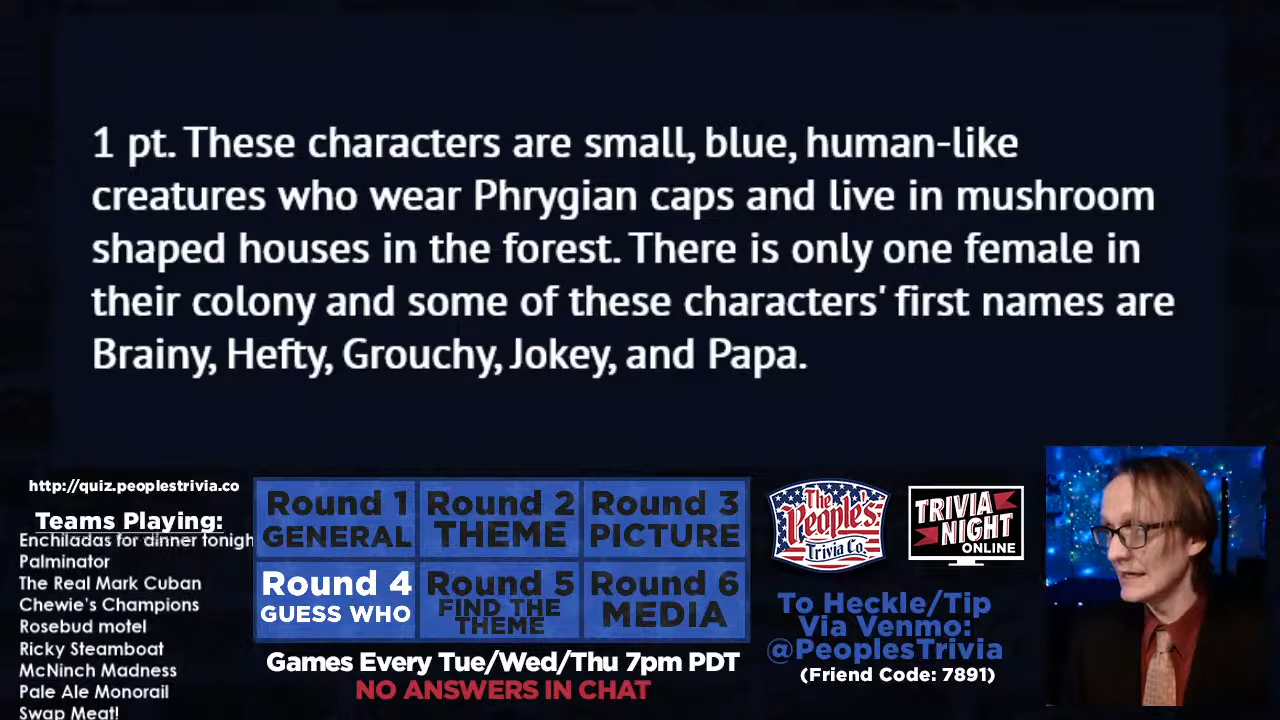 1 pt. These characters are small, blue, human-like
creatures who wear Phrygian caps and live in mushroom
shaped houses in the forest. There is only one female in
their colony and some of these characters' first names are
Brainy, Hefty, Grouchy, Jokey, and Papa.
http://quiz.peoplestrivia.co
Teams Playing:
Enchiladas for dinner tonigh
Palminator
The Real Mark Cuban
Chewie's Champions
Rosebud motel
Ricky Steamboat
McNinch Madness
Pale Ale Monorail
Swap Meat!
Round 1
GENERAL
Round 2
THEME
Round 3
PICTURE
Round 4
GUESS WHO
Round 5
FIND THE
THEME
Round 6
MEDIA
Games Every Tue/Wed/Thu 7pm PDT
NO ANSWERS IN CHAT
The
People's
Trivia Co.
TRIVIA
NIGHT
ONLINE
To Heckle/Tip
Via Venmo:
@PeoplesTrivia
(Friend Code: 7891)